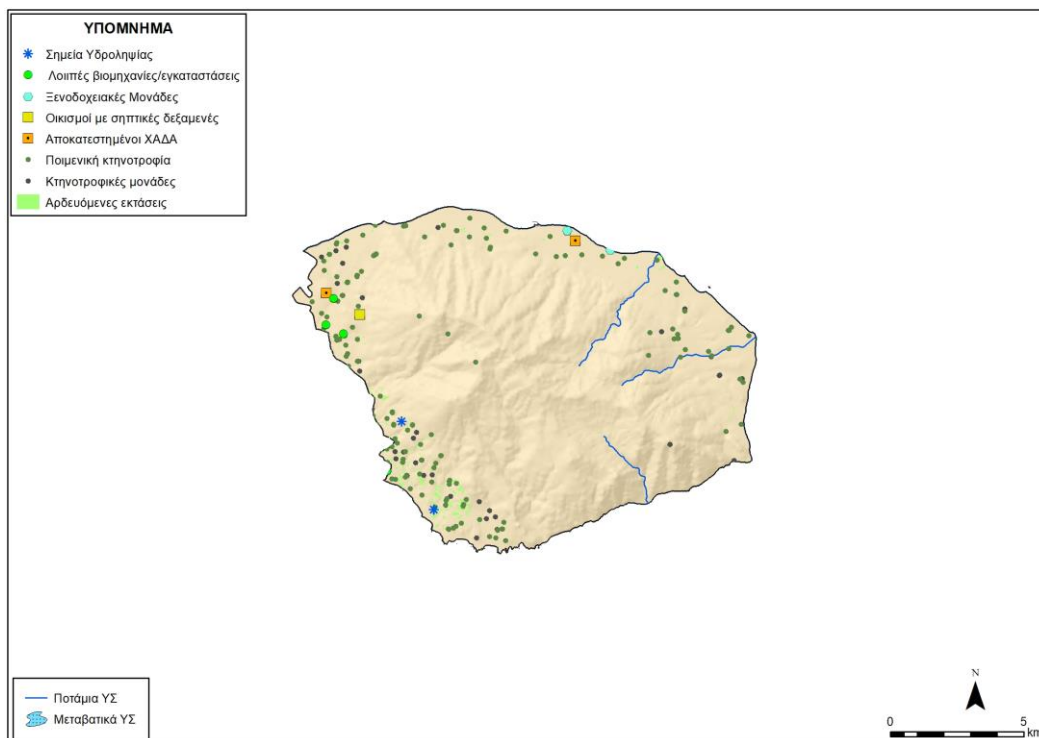 ΥΠΟΜΝΗΜΑ
Σημεία Υδροληψίας
Λοιπές βιομηχανίες/εγκαταστάσεις
Ξενοδοχειακές Μονάδες
Οικισμοί με σηπτικές δεξαμενές
Αποκατεστημένοι ΧΑΔΑ
Ποιμενική κτηνοτροφία
Κτηνοτροφικές μονάδες
Αρδευόμενες εκτάσεις
Ποτάμια ΥΣ
Μεταβατικά ΥΣ
N
0 5
km